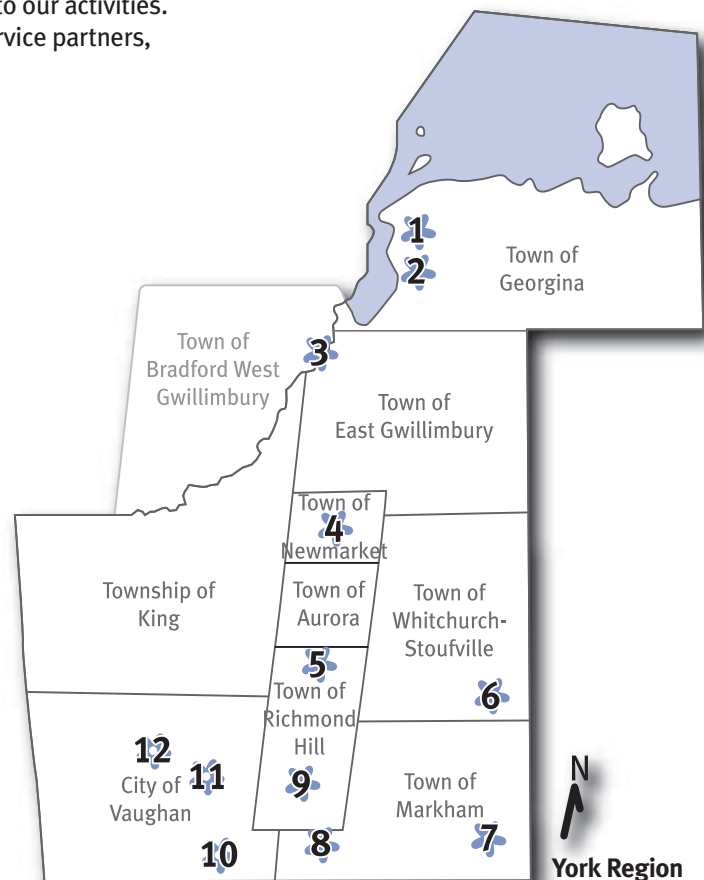 to our activities.
rvice partners,
1
2
Town of
Georgina
Town of
Bradford West
Gwillimbury
3
Town of
East Gwillimbury
Town of
4
Newmarket
Township of
King
Town of
Aurora
Town of
Whitchurch-
Stoufville
5
6
Town of
Richmond
Hill
12
11
City of
Vaughan
9
Town of
Markham
10
8
7
N
York Region